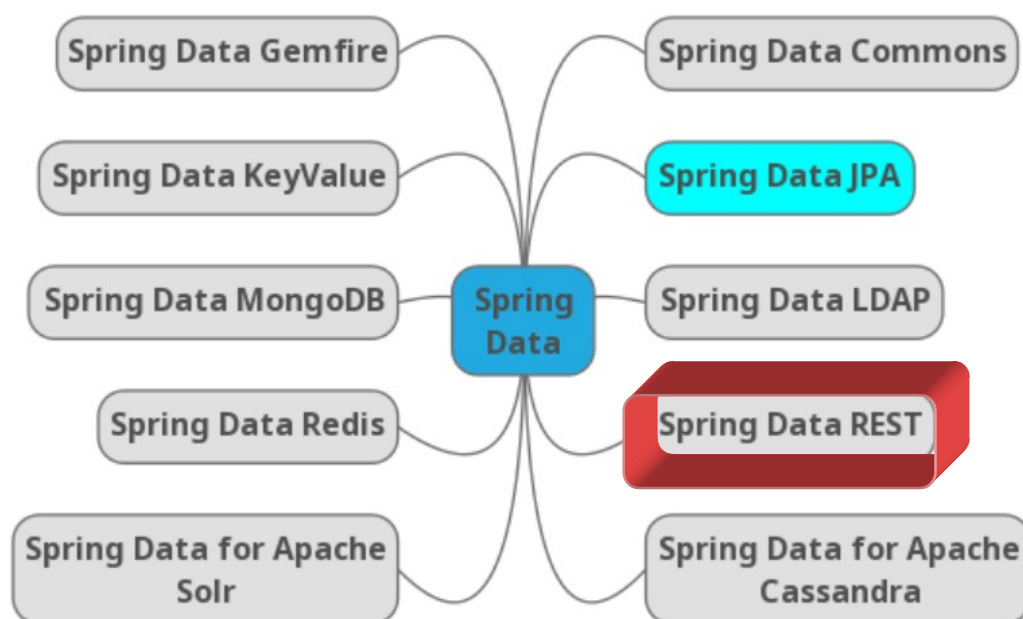 Spring Data Gemfire
Spring Data Commons
Spring Data KeyValue
Spring Data JPA
Spring Data MongoDB
Spring
Data
Spring Data LDAP
Spring Data Redis
Spring Data REST
Spring Data for Apache
Solr
Spring Data for Apache
Cassandra